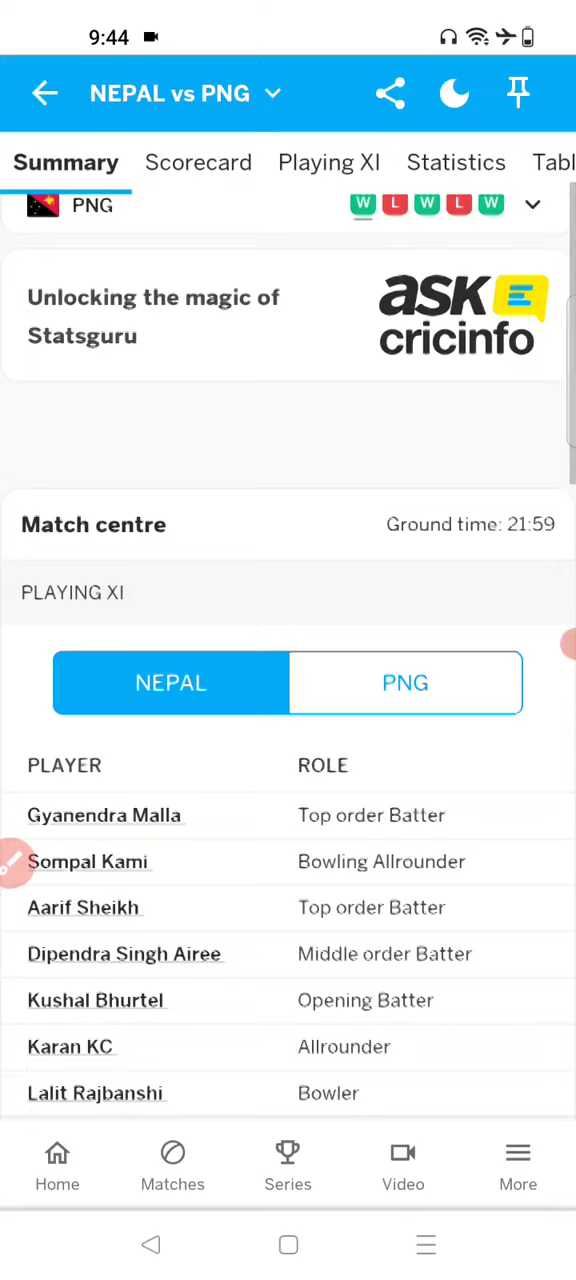 9:44
NEPAL vs PNG
Summary Scorecard Playing XI Statistics Tabl
PNG W L W L W
Unlocking the magic of
Statsguru
ask
cricinfo
Match centre Ground time: 21:59
PLAYING XI
NEPAL PNG
PLAYER ROLE
Gyanendra Malla Top order Batter
Sompal Kami Bowling Allrounder
Aarif Sheikh Top order Batter
Dipendra Singh Airee Middle order Batter
Kushal Bhurtel Opening Batter
Karan KC Allrounder
Lalit Rajbanshi Bowler
Home Matches Series Video More